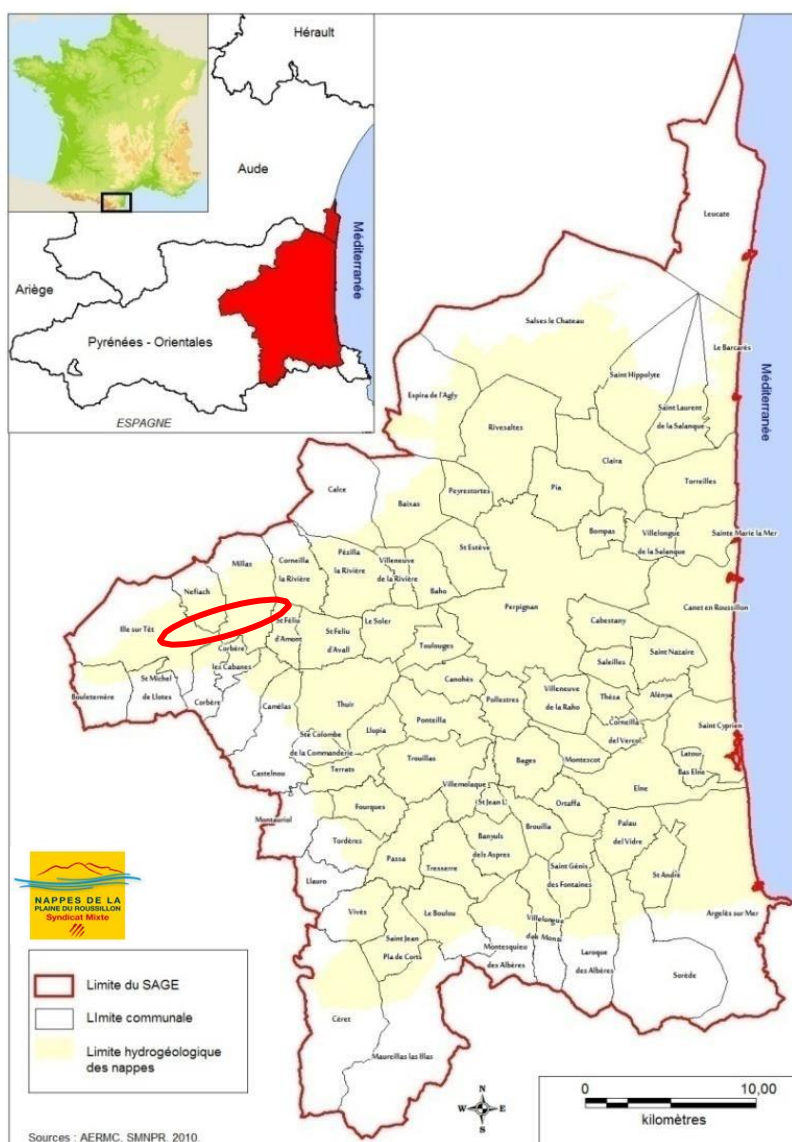 Hérault
Aude
Ariège
Méditerranée
Pyrénées - Orientales
ESPAGNE
Leucate
Salses le Chateau
Le Barcarès
Méditerranée
Saint Hippolyte
Espira de l'Agly
Saint Laurent
de la Salanque
Rivesaltes
Claira
Calce
Torreilles
Peyrestortes
Pia
Baixas
Bompas
Villelongue
de la Salanque
Sainte Marie la Mer
Millas
Corneilla
la Rivière
Pézilla
la Rivière
Villeneuve
de la Rivière
St Estève
Baho
Néfiach
Perpignan
Canet en Roussillon
Ille sur Têt
St Féliu
d'Amont
St Feliu
d'Avall
Le Soler
Cabestany
Toulouges
Saint Nazaire
Corbère
les Cabanes
Saleilles
Canohès
Bouleternère
St Michel
de Llotes
Corbère
Camélas
Thuir
Pollestres
Villeneuve
de la Raho
Théza
Alénya
Ponteilla
Corneilla
del Vercol
Saint Cyprien
Ste Colombe
de la Commanderie
Llupia
Trouillas
Bages
Montescot
Latour
Bas Elne
Castelnou
Terrats
Villemolaque
Elne
Fourques
St Jean L
Ortaffa
Montauriol
Tordères
Banyuls
dels Aspres
Brouilla
Palau
del Vidre
Passa
Tresserre
Saint Génis
des Fontaines
St André
Llauro
Vivès
Le Boulou
Villelongue
dels Monts
Argelès sur Mer
Saint Jean
Pla de Corts
Montesquieu
des Albères
Laroque
des Albères
Sorède
Céret
Maureillas las Illas
NAPPES DE LA
PLAINE DU ROUSSILLON
Syndicat Mixte
Limite du SAGE
LImite communale
Limite hydrogéologique
des nappes
N
W E
S
0 10,00
kilomètres
Sources : AERMC, SMNPR, 2010.